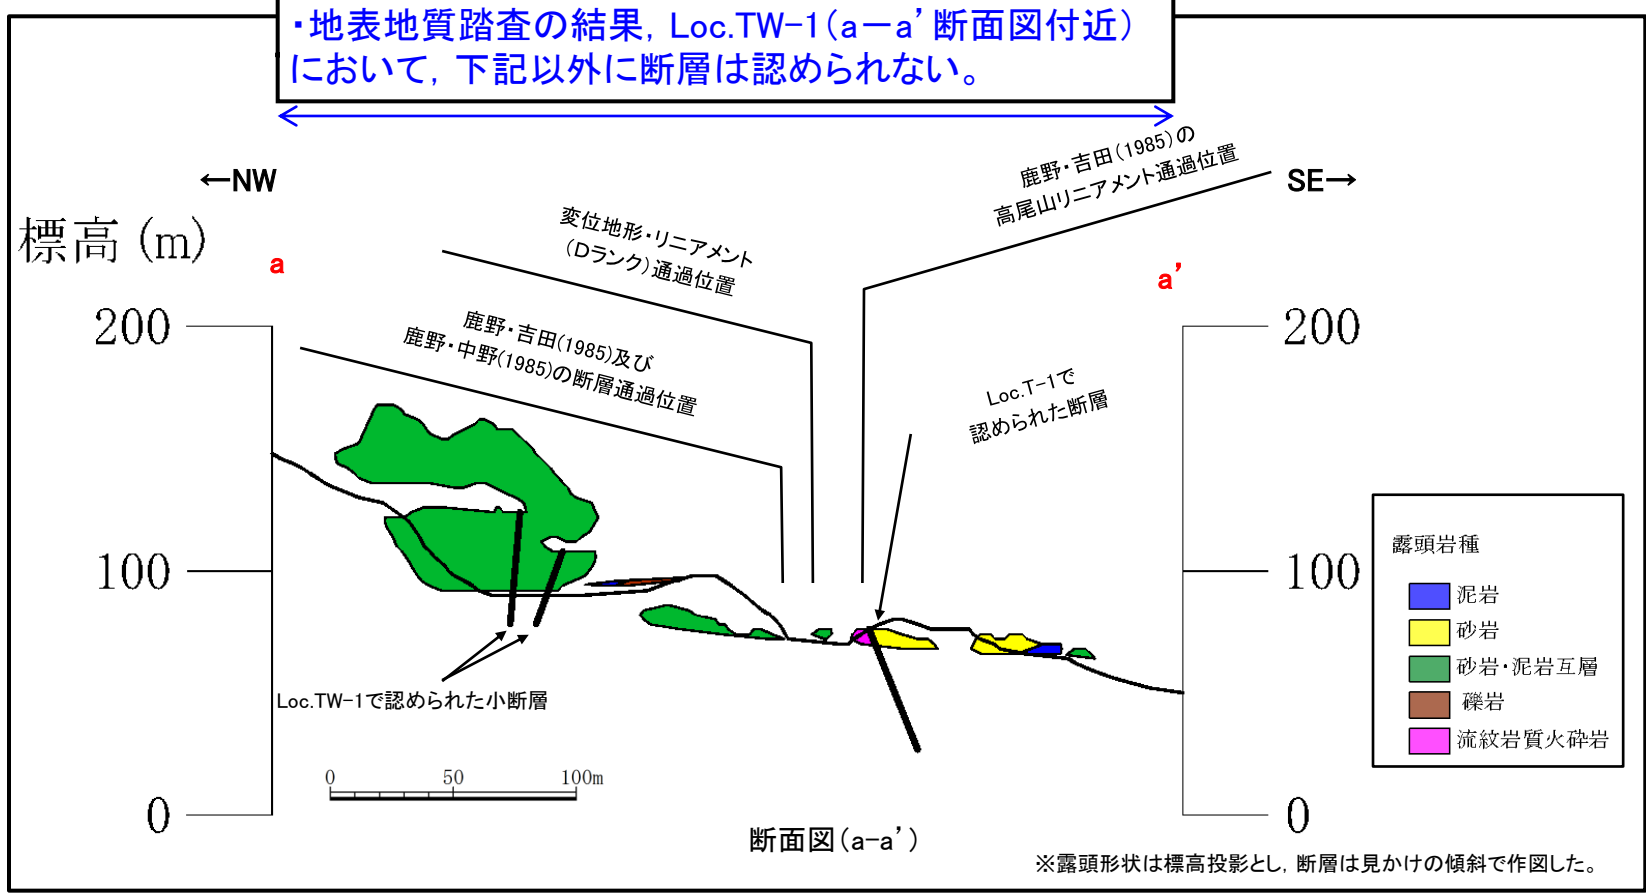 ・地表地質踏査の結果，Loc.TW-1（a－a’断面図付近）
において，下記以外に断層は認められない。
←NW
SE→
標高(m)
a
a’
鹿野・吉田(1985)の
高尾山リニアメント通過位置
変位地形・リニアメント
（Dランク）通過位置
鹿野・吉田(1985)及び
鹿野・中野(1985)の断層通過位置
Loc.T-1で
認められた断層
200
100
0
200
100
0
Loc.TW-1で認められた小断層
0 50 100m
露頭岩種
泥岩
砂岩
砂岩・泥岩互層
礫岩
流紋岩質火砕岩
断面図(a-a’)
※露頭形状は標高投影とし，断層は見かけの傾斜で作図した。